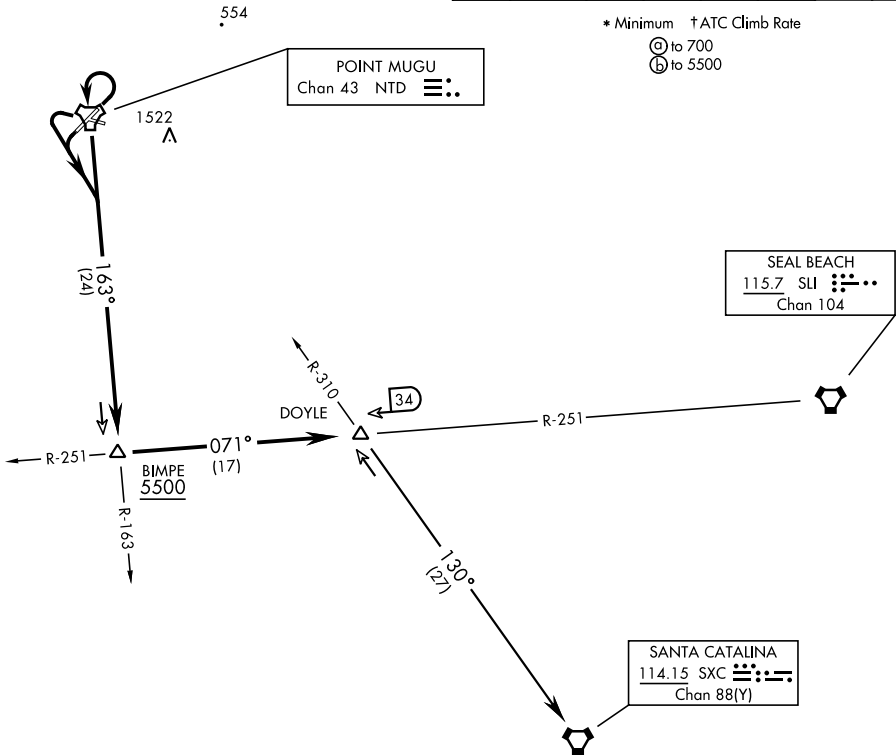 554
* Minimum † ATC Climb Rate
ⓐ to 700
ⓑ to 5500
POINT MUGU
Chan 43 NTD
1522
163°
(24)
SEAL BEACH
115.7 SLI
Chan 104
R-310
34
DOYLE
R-251
R-251
071°
(17)
BIMPE
5500
R-163
130°
(27)
SANTA CATALINA
114.15 SXC
Chan 88(Y)